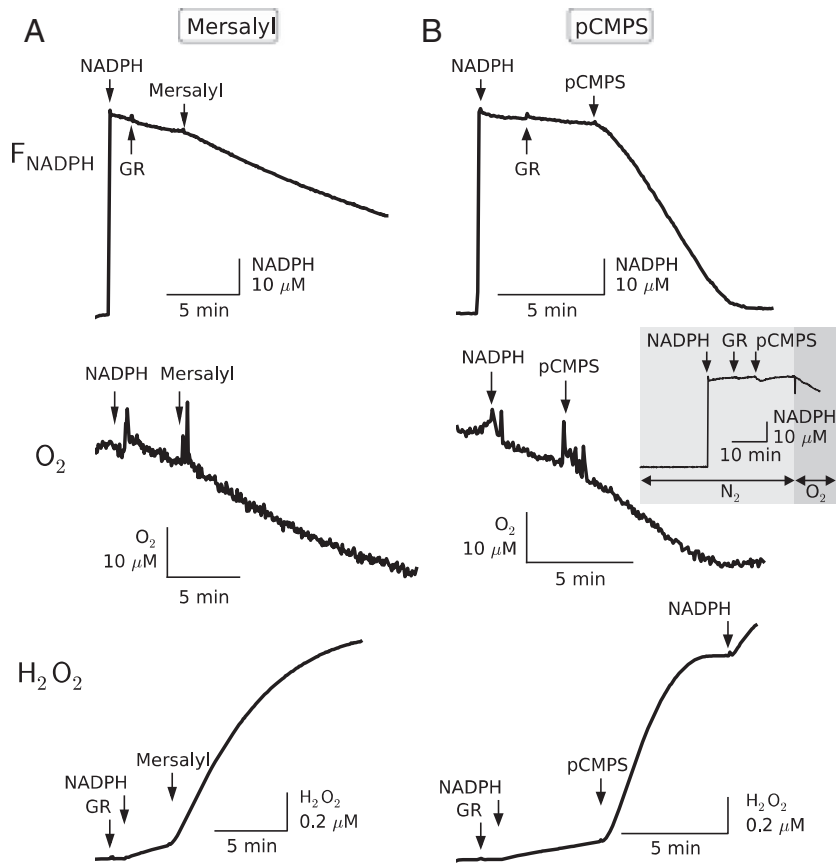 A
Mersalyl
NADPH
Mersalyl
GR
F_NADPH
NADPH
10 μM
5 min
NADPH
Mersalyl
O₂
O₂
10 μM
5 min
H₂O₂
Mersalyl
NADPH
GR
H₂O₂
0.2 μM
5 min
B
pCMPS
NADPH
pCMPS
GR
NADPH
10 μM
5 min
NADPH
pCMPS
O₂
10 μM
5 min
NADPH GR pCMPS
NADPH
10 μM
10 min
N₂
O₂
NADPH
pCMPS
NADPH
GR
H₂O₂
0.2 μM
5 min